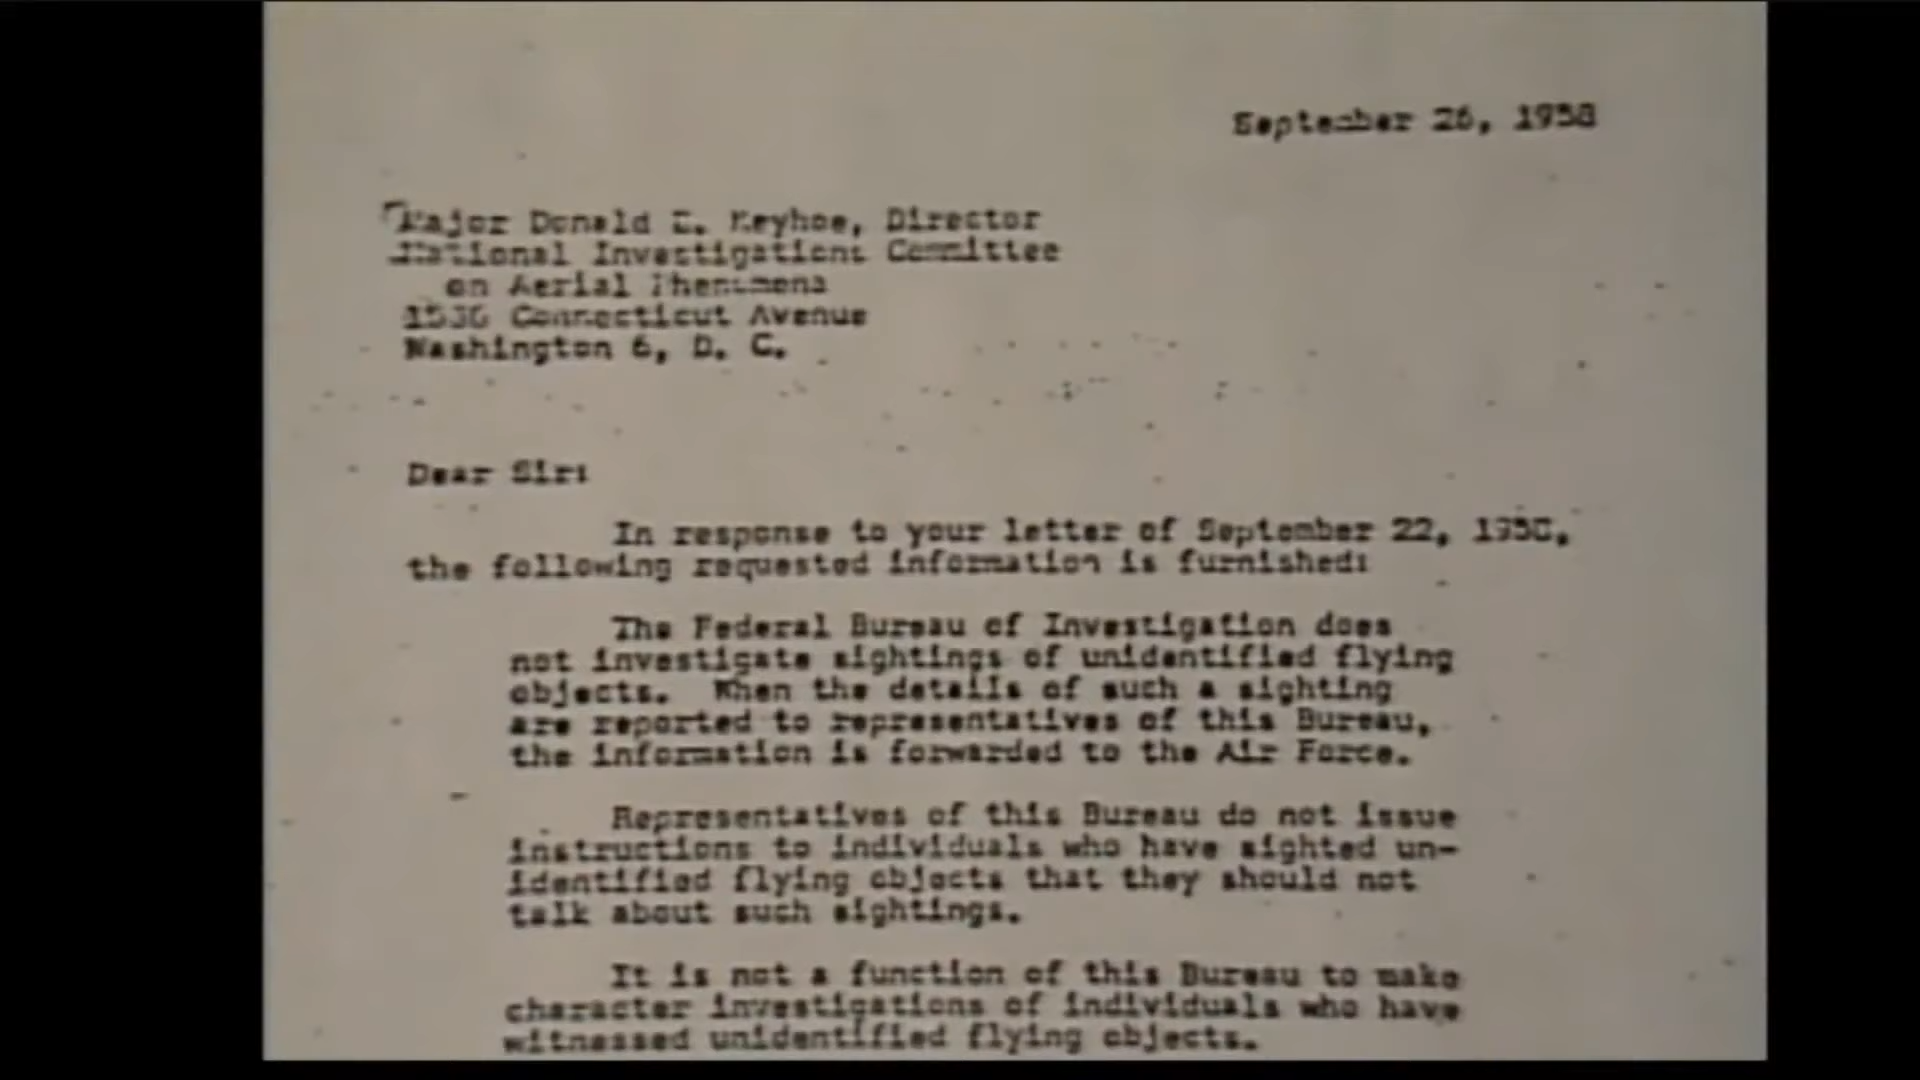 September 26, 1958
Major Donald E. Keyhoe, Director
National Investigations Committee
on Aerial Phenomena
1536 Connecticut Avenue
Washington 6, D. C.
Dear Sir:
In response to your letter of September 22, 1958,
the following requested information is furnished:
The Federal Bureau of Investigation does
not investigate sightings of unidentified flying
objects. When the details of such a sighting
are reported to representatives of this Bureau,
the information is forwarded to the Air Force.
Representatives of this Bureau do not issue
instructions to individuals who have sighted un-
identified flying objects that they should not
talk about such sightings.
It is not a function of this Bureau to make
character investigations of individuals who have
witnessed unidentified flying objects.